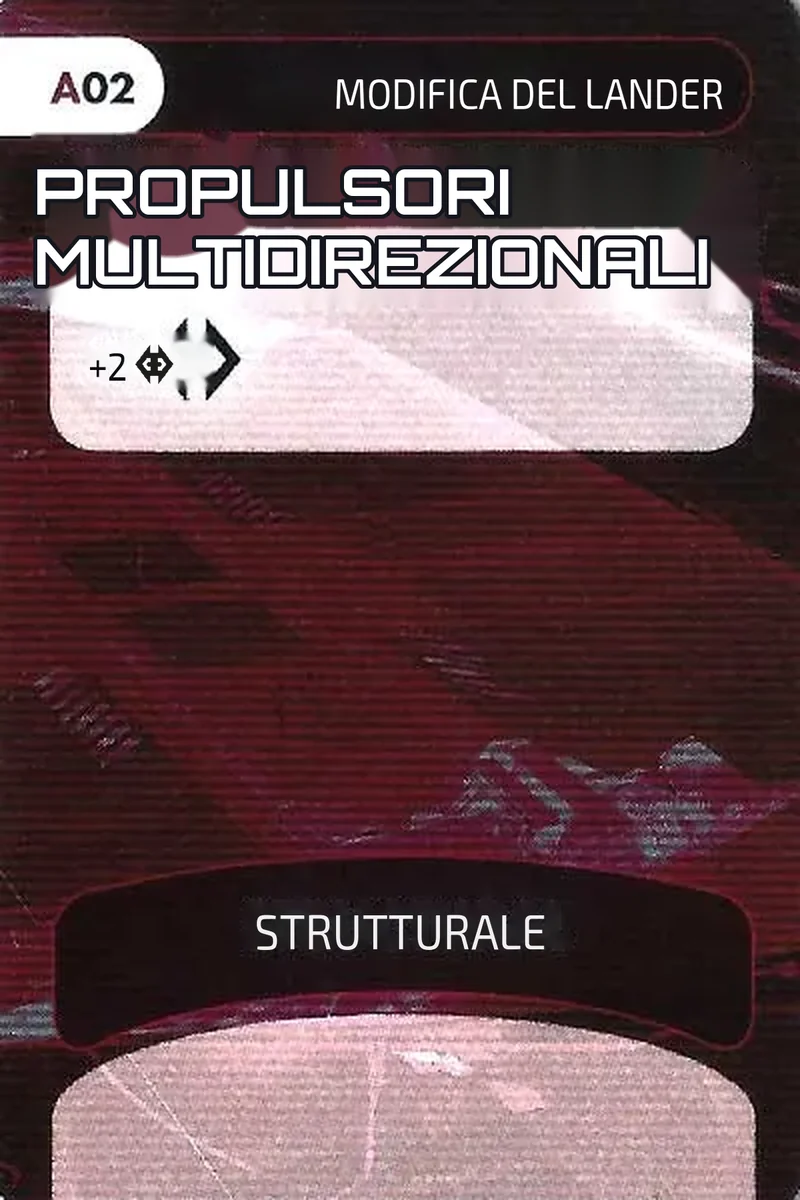 A02
MODIFICA DEL LANDER
PROPULSORI
MULTIDIREZIONALI
+2
STRUTTURALE